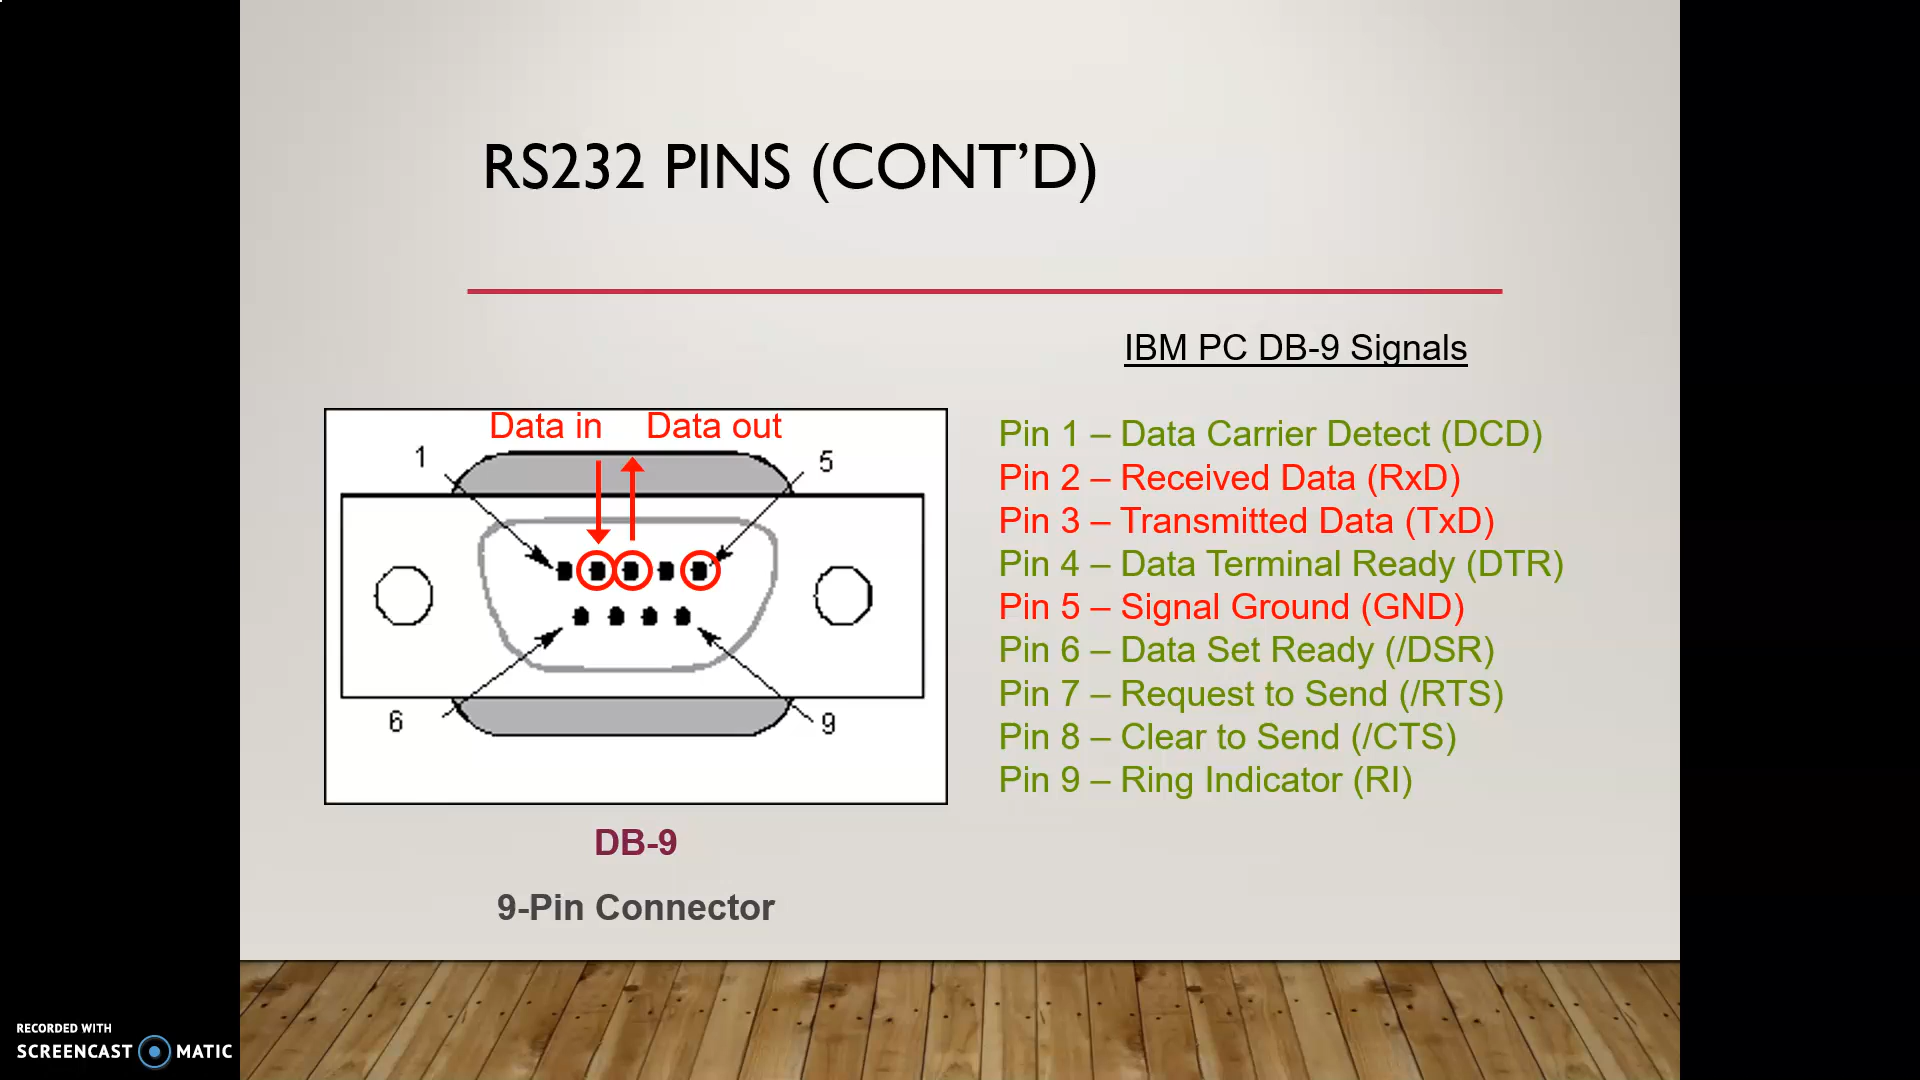 RS232 PINS (CONT’D)
IBM PC DB-9 Signals
Data in Data out
1
5
6
9
DB-9
9-Pin Connector
Pin 1 – Data Carrier Detect (DCD)
Pin 2 – Received Data (RxD)
Pin 3 – Transmitted Data (TxD)
Pin 4 – Data Terminal Ready (DTR)
Pin 5 – Signal Ground (GND)
Pin 6 – Data Set Ready (/DSR)
Pin 7 – Request to Send (/RTS)
Pin 8 – Clear to Send (/CTS)
Pin 9 – Ring Indicator (RI)
RECORDED WITH
SCREENCAST MATIC